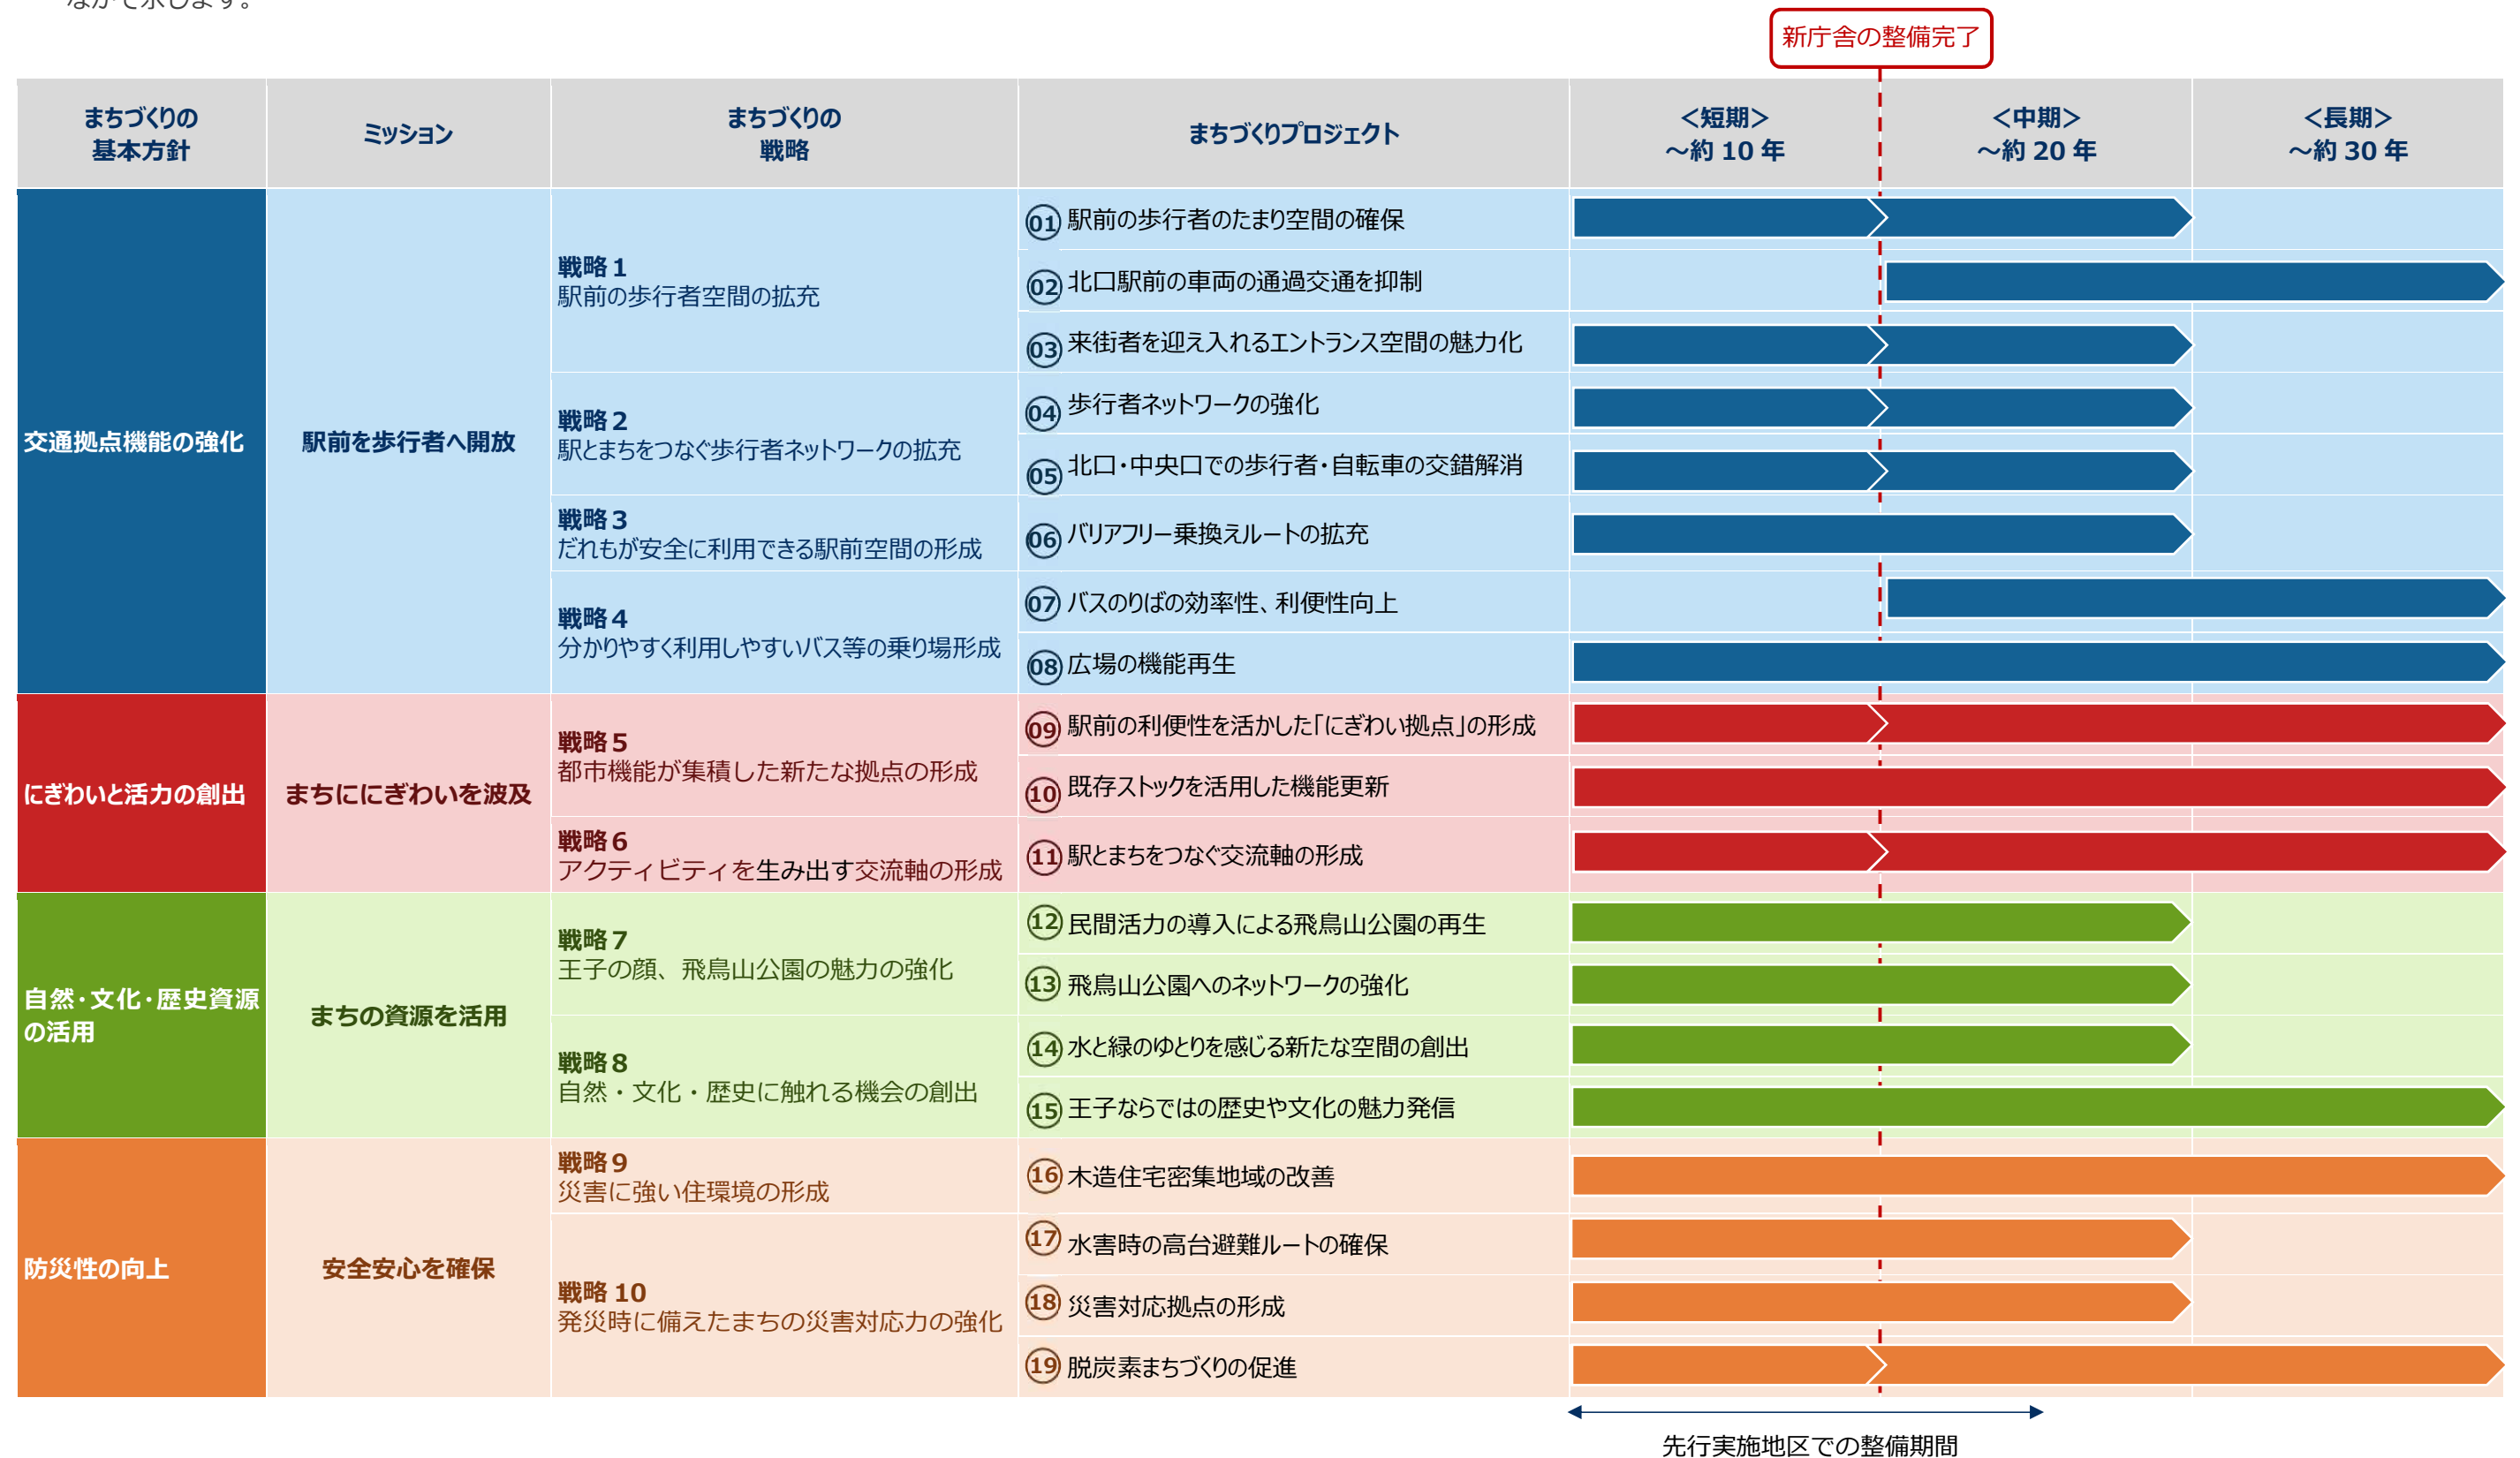 なかで示します。
新庁舎の整備完了
まちづくりの
基本方針
ミッション
まちづくりの
戦略
まちづくりプロジェクト
＜短期＞
～約 10 年
＜中期＞
～約 20 年
＜長期＞
～約 30 年
交通拠点機能の強化
駅前を歩行者へ開放
戦略１
駅前の歩行者空間の拡充
01 駅前の歩行者のたまり空間の確保
02 北口駅前の車両の通過交通を抑制
03 来街者を迎え入れるエントランス空間の魅力化
戦略２
駅とまちをつなぐ歩行者ネットワークの拡充
04 歩行者ネットワークの強化
05 北口・中央口での歩行者・自転車の交錯解消
戦略３
だれもが安全に利用できる駅前空間の形成
06 バリアフリー乗換えルートの拡充
戦略４
分かりやすく利用しやすいバス等の乗り場形成
07 バスのりばの効率性、利便性向上
08 広場の機能再生
にぎわいと活力の創出
まちににぎわいを波及
戦略５
都市機能が集積した新たな拠点の形成
09 駅前の利便性を活かした「にぎわい拠点」の形成
10 既存ストックを活用した機能更新
戦略６
アクティビティを生み出す交流軸の形成
11 駅とまちをつなぐ交流軸の形成
自然・文化・歴史資源
の活用
まちの資源を活用
戦略７
王子の顔、飛鳥山公園の魅力の強化
12 民間活力の導入による飛鳥山公園の再生
13 飛鳥山公園へのネットワークの強化
戦略８
自然・文化・歴史に触れる機会の創出
14 水と緑のゆとりを感じる新たな空間の創出
15 王子ならではの歴史や文化の魅力発信
防災性の向上
安全安心を確保
戦略９
災害に強い住環境の形成
16 木造住宅密集地域の改善
戦略 10
発災時に備えたまちの災害対応力の強化
17 水害時の高台避難ルートの確保
18 災害対応拠点の形成
19 脱炭素まちづくりの促進
先行実施地区での整備期間